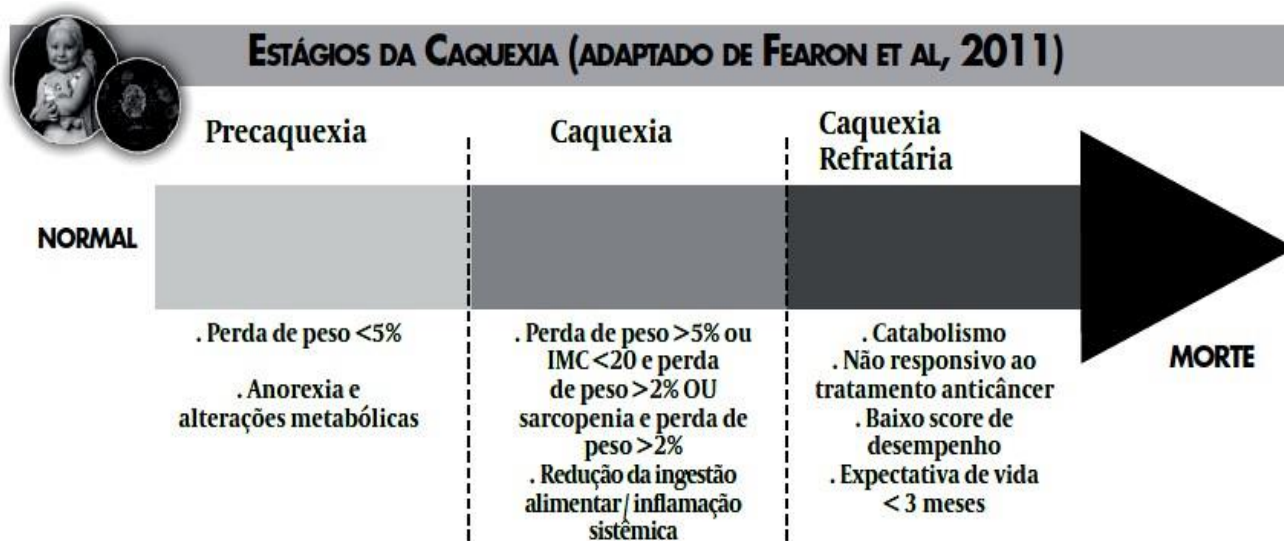 ESTÁGIOS DA CAQUEXIA (ADAPTADO DE FEARON ET AL, 2011)
Precaquexia
Caquexia
Caquexia
Refratária
NORMAL
. Perda de peso <5%
. Anorexia e
alterações metabólicas
. Perda de peso >5% ou
IMC <20 e perda
de peso >2% OU
sarcopenia e perda de
peso >2%
. Redução da ingestão
alimentar/inflamação
sistêmica
. Catabolismo
. Não responsivo ao
tratamento anticâncer
. Baixo score de
desempenho
. Expectativa de vida
< 3 meses
MORTE